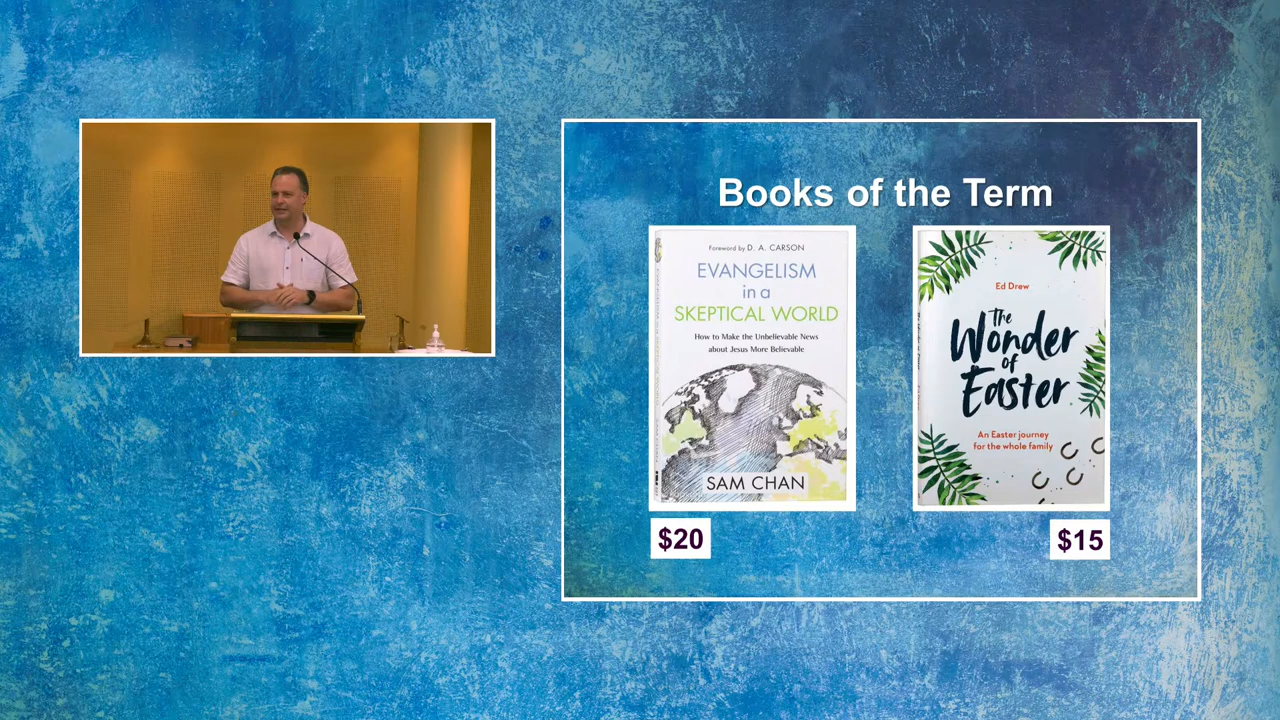 Books of the Term
Foreword by D. A. CARSON
EVANGELISM
in a
SKEPTICAL WORLD
How to Make the Unbelievable News
about Jesus More Believable
SAM CHAN
$20
Ed Drew
The
Wonder
of
Easter
An Easter journey
for the whole family
$15